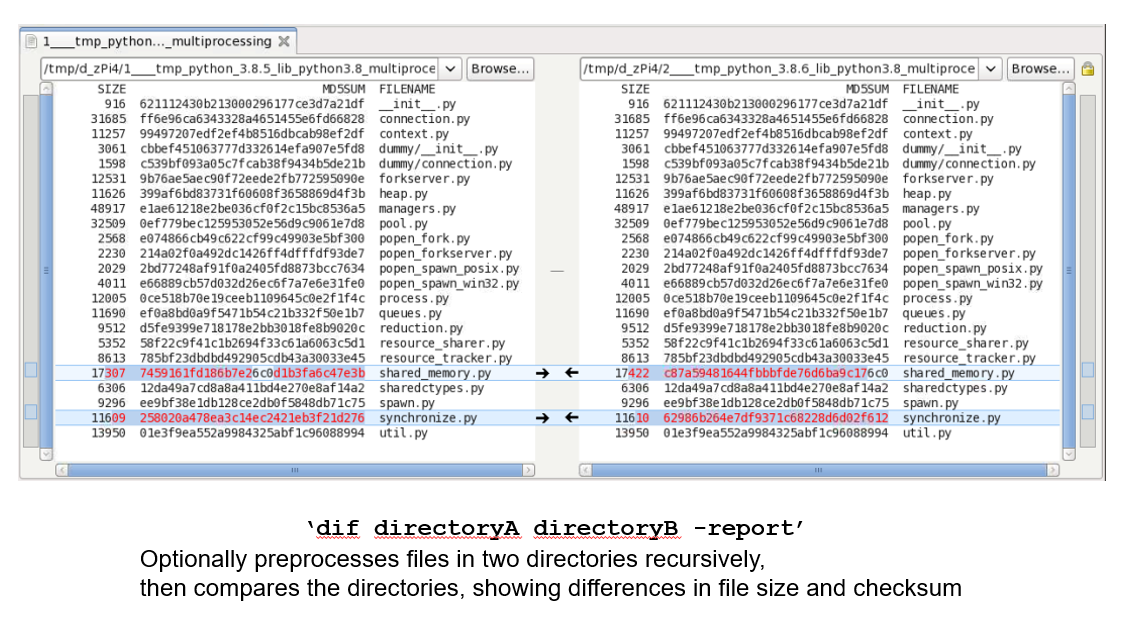 1____tmp_python..._multiprocessing
/tmp/d_zPi4/1____tmp_python_3.8.5_lib_python3.8_multiproce Browse...
SIZE MD5SUM FILENAME
916 621112430b213000296177ce3d7a21df __init__.py
31685 ff6e96ca6343328a4651455e6fd66828 connection.py
11257 99497207edf2ef4b8516dbcab98ef2df context.py
3061 cbbef451063777d332614efa907e5fd8 dummy/__init__.py
1598 c539bf093a05c7fcab38f9434b5de21b dummy/connection.py
12531 9b76ae5aec90f72eede2fb772595090e forkserver.py
11626 399af6bd83731f60608f3658869d4f3b heap.py
48917 e1ae61218e2be036cf0f2c15bc8536a5 managers.py
32509 0ef779bec125953052e56d9c9061e7d8 pool.py
2568 e074866cb49c622cf99c49903e5bf300 popen_fork.py
2230 214a02f0a492dc1426ff4dfffdf93de7 popen_forkserver.py
2029 2bd77248af91f0a2405fd8873bcc7634 popen_spawn_posix.py
4011 e66889cb57d032d26ec6f7a7e6e31fe0 popen_spawn_win32.py
12005 0ce518b70e19ceeb1109645c0e2f1f4c process.py
11690 ef0a8bd0a9f5471b54c21b332f50e1b7 queues.py
9512 d5fe9399e718178e2bb3018fe8b9020c reduction.py
5352 58f22c9f41c1b2694f33c61a6063c5d1 resource_sharer.py
8613 785bf23dbdbd492905cdb43a30033e45 resource_tracker.py
17307 7459161fd186b7e26c0d1b3fa6c47e3b shared_memory.py
6306 12da49a7cd8a8a411bd4e270e8af14a2 sharedctypes.py
9296 ee9bf38e1db128ce2db0f5848db71c75 spawn.py
11609 258020a478ea3c14ec2421eb3f21d276 synchronize.py
13950 01e3f9ea552a9984325abf1c96088994 util.py
/tmp/d_zPi4/2____tmp_python_3.8.6_lib_python3.8_multiproce Browse...
SIZE MD5SUM FILENAME
916 621112430b213000296177ce3d7a21df __init__.py
31685 ff6e96ca6343328a4651455e6fd66828 connection.py
11257 99497207edf2ef4b8516dbcab98ef2df context.py
3061 cbbef451063777d332614efa907e5fd8 dummy/__init__.py
1598 c539bf093a05c7fcab38f9434b5de21b dummy/connection.py
12531 9b76ae5aec90f72eede2fb772595090e forkserver.py
11626 399af6bd83731f60608f3658869d4f3b heap.py
48917 e1ae61218e2be036cf0f2c15bc8536a5 managers.py
32509 0ef779bec125953052e56d9c9061e7d8 pool.py
2568 e074866cb49c622cf99c49903e5bf300 popen_fork.py
2230 214a02f0a492dc1426ff4dfffdf93de7 popen_forkserver.py
2029 2bd77248af91f0a2405fd8873bcc7634 popen_spawn_posix.py
4011 e66889cb57d032d26ec6f7a7e6e31fe0 popen_spawn_win32.py
12005 0ce518b70e19ceeb1109645c0e2f1f4c process.py
11690 ef0a8bd0a9f5471b54c21b332f50e1b7 queues.py
9512 d5fe9399e718178e2bb3018fe8b9020c reduction.py
5352 58f22c9f41c1b2694f33c61a6063c5d1 resource_sharer.py
8613 785bf23dbdbd492905cdb43a30033e45 resource_tracker.py
17422 c87a59481644fbbbfde76d6ba9c176c0 shared_memory.py
6306 12da49a7cd8a8a411bd4e270e8af14a2 sharedctypes.py
9296 ee9bf38e1db128ce2db0f5848db71c75 spawn.py
11610 62986b264e7df9371c68228d6d02f612 synchronize.py
13950 01e3f9ea552a9984325abf1c96088994 util.py
‘dif directoryA directoryB –report’
Optionally preprocesses files in two directories recursively,
then compares the directories, showing differences in file size and checksum